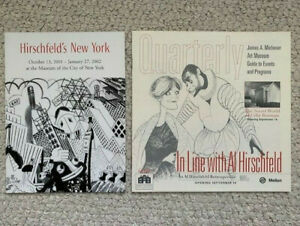 Hirschfeld's New York
October 13, 2001 - January 27, 2002
at the Museum of the City of New York
Quarterly
James A. Michener
Art Museum
Guide to Events
and Programs
In Line with Al Hirschfeld
An Al Hirschfeld Retrospective
OPENING SEPTEMBER 14
Mellon